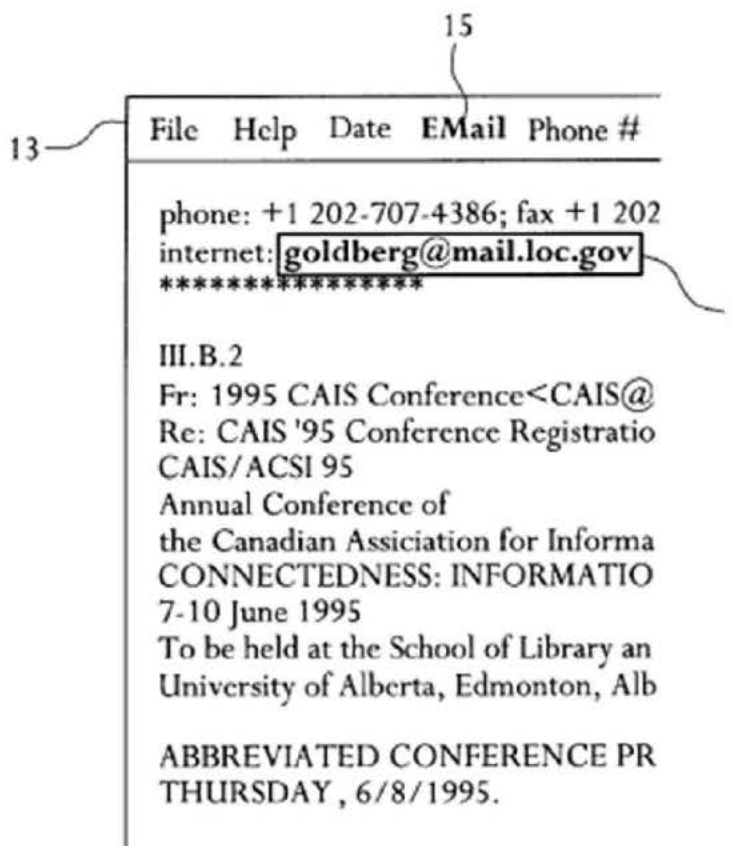 15
13
File Help Date EMail Phone #
phone: +1 202-707-4386; fax +1 202
internet: goldberg@mail.loc.gov
****************
III.B.2
Fr: 1995 CAIS Conference<CAIS@
Re: CAIS '95 Conference Registratio
CAIS/ACSI 95
Annual Conference of
the Canadian Assiciation for Informa
CONNECTEDNESS: INFORMATIO
7-10 June 1995
To be held at the School of Library an
University of Alberta, Edmonton, Alb
ABBREVIATED CONFERENCE PR
THURSDAY , 6/8/1995.